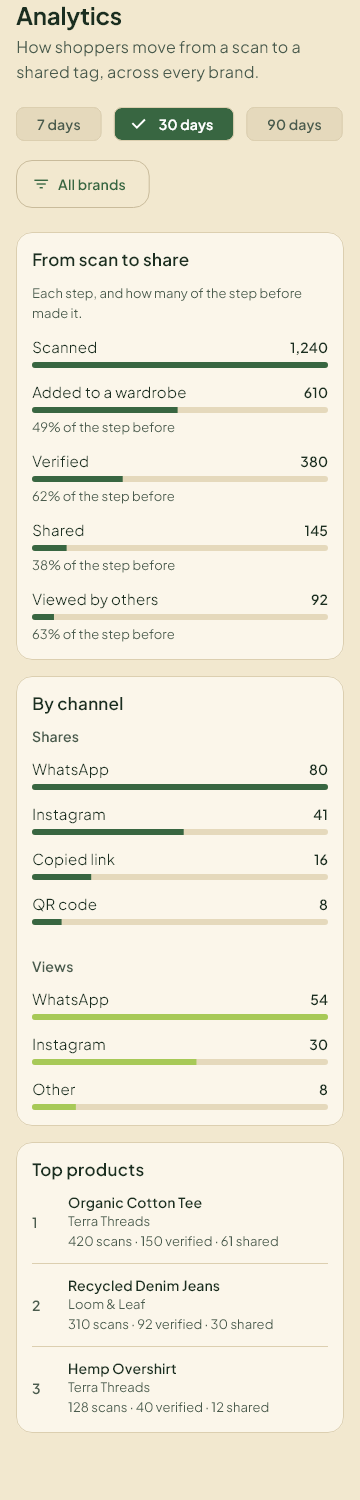 Analytics
How shoppers move from a scan to a
shared tag, across every brand.
7 days
30 days
90 days
All brands
From scan to share
Each step, and how many of the step before
made it.
Scanned 1,240
Added to a wardrobe 610
49% of the step before
Verified 380
62% of the step before
Shared 145
38% of the step before
Viewed by others 92
63% of the step before
By channel
Shares
WhatsApp 80
Instagram 41
Copied link 16
QR code 8
Views
WhatsApp 54
Instagram 30
Other 8
Top products
1
Organic Cotton Tee
Terra Threads
420 scans · 150 verified · 61 shared
2
Recycled Denim Jeans
Loom & Leaf
310 scans · 92 verified · 30 shared
3
Hemp Overshirt
Terra Threads
128 scans · 40 verified · 12 shared